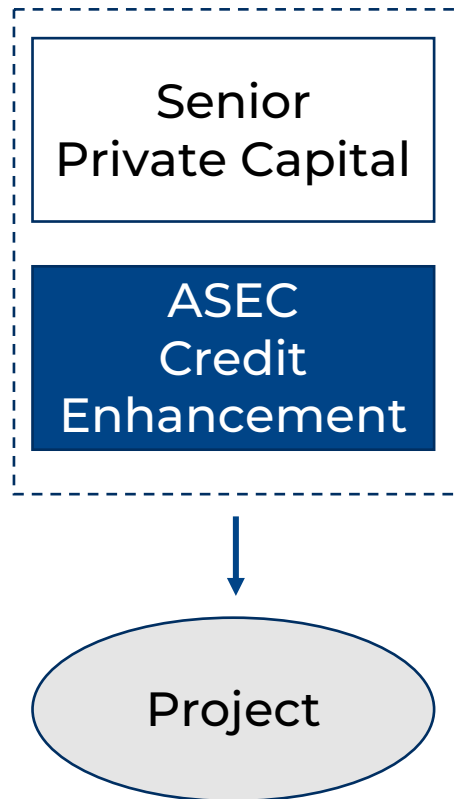 Senior
Private Capital
ASEC
Credit
Enhancement
Project